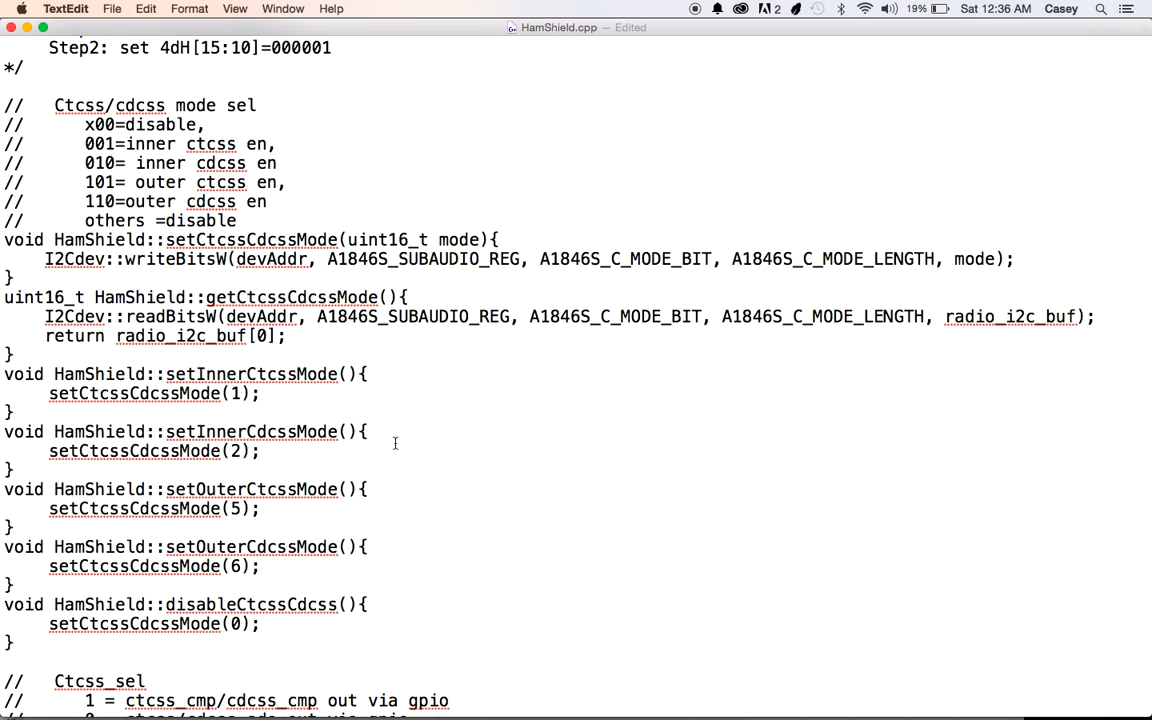 TextEdit File Edit Format View Window Help 2 19% Sat 12:36 AM Casey
HamShield.cpp — Edited
Step2: set 4dH[15:10]=000001
*/
// Ctcss/cdcss mode sel
// x00=disable,
// 001=inner ctcss en,
// 010= inner cdcss en
// 101= outer ctcss en,
// 110=outer cdcss en
// others =disable
void HamShield::setCtcssCdcssMode(uint16_t mode){
I2Cdev::writeBitsW(devAddr, A1846S_SUBAUDIO_REG, A1846S_C_MODE_BIT, A1846S_C_MODE_LENGTH, mode);
}
uint16_t HamShield::getCtcssCdcssMode(){
I2Cdev::readBitsW(devAddr, A1846S_SUBAUDIO_REG, A1846S_C_MODE_BIT, A1846S_C_MODE_LENGTH, radio_i2c_buf);
return radio_i2c_buf[0];
}
void HamShield::setInnerCtcssMode(){
setCtcssCdcssMode(1);
}
void HamShield::setInnerCdcssMode(){
setCtcssCdcssMode(2);
}
void HamShield::setOuterCtcssMode(){
setCtcssCdcssMode(5);
}
void HamShield::setOuterCdcssMode(){
setCtcssCdcssMode(6);
}
void HamShield::disableCtcssCdcss(){
setCtcssCdcssMode(0);
}
// Ctcss_sel
// 1 = ctcss_cmp/cdcss_cmp out via gpio